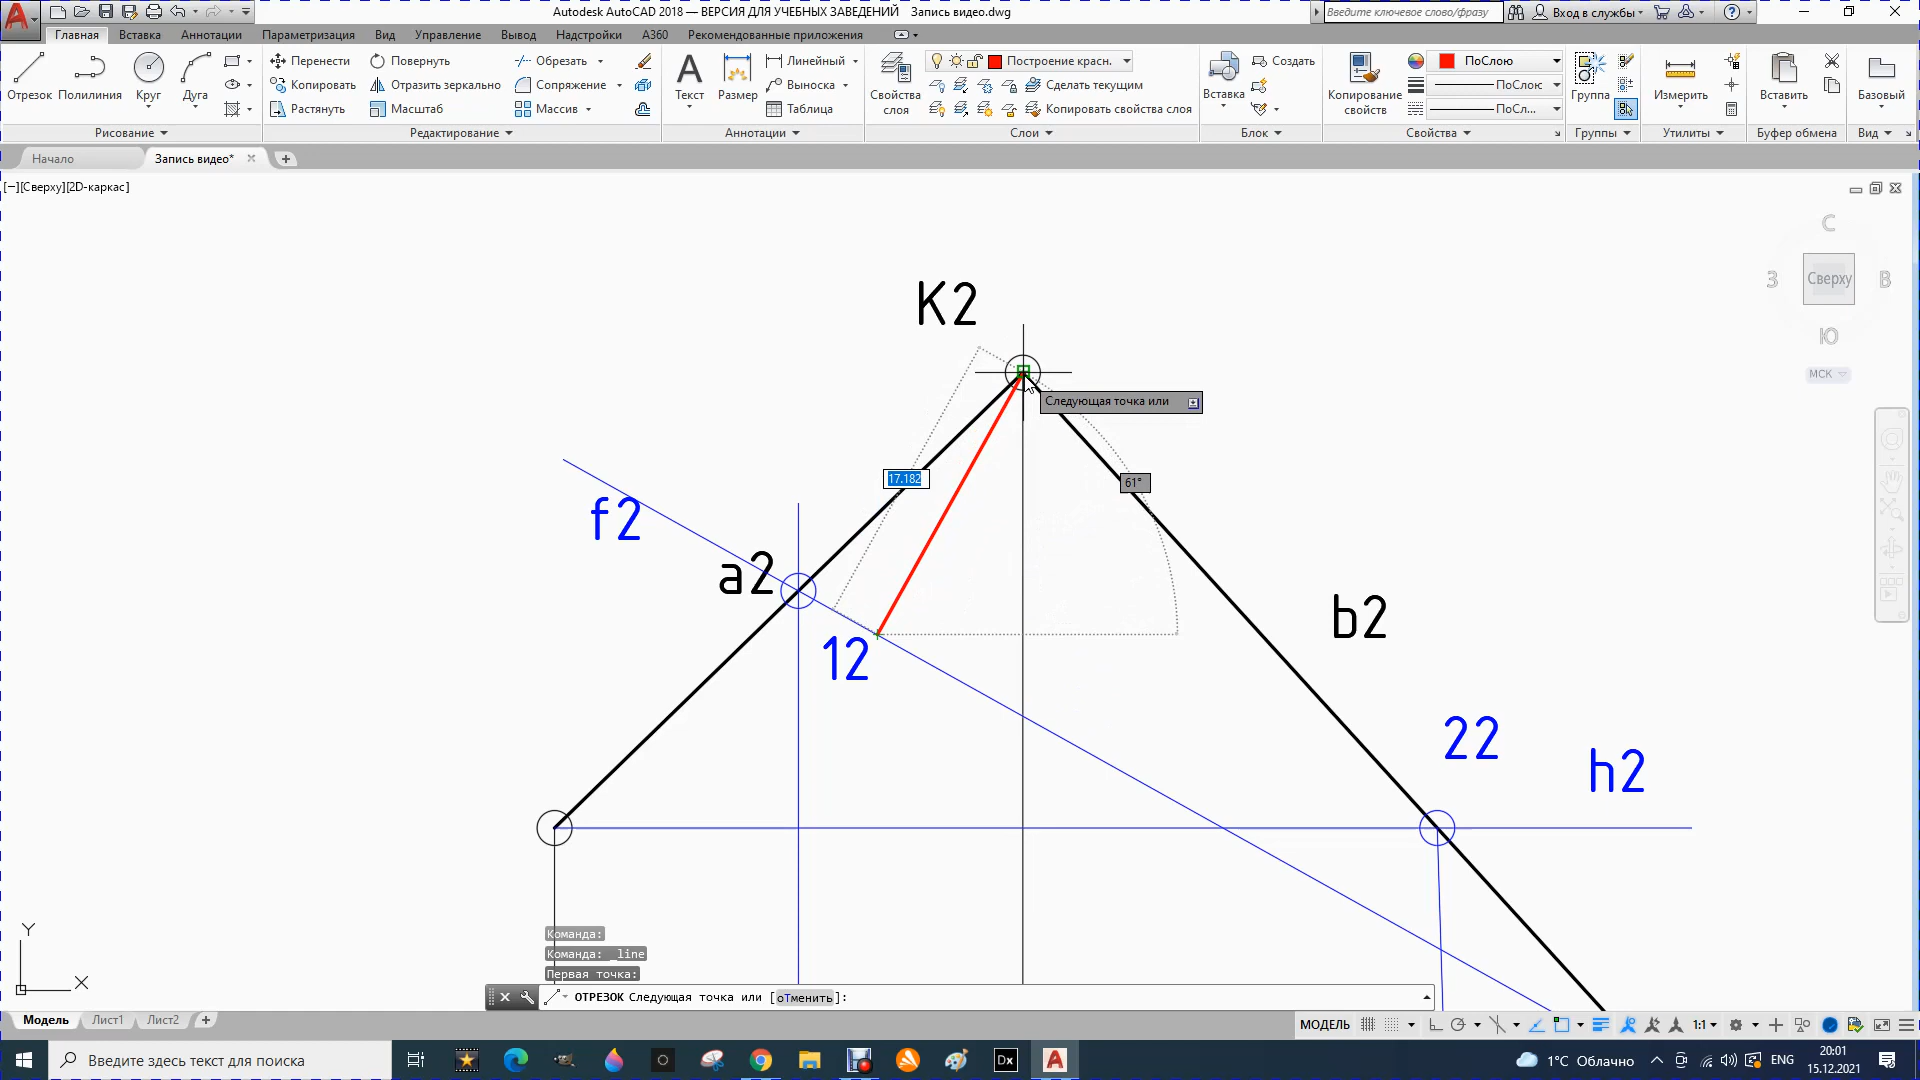 Autodesk AutoCAD 2018 — ВЕРСИЯ ДЛЯ УЧЕБНЫХ ЗАВЕДЕНИЙ Запись видео.dwg
Введите ключевое слово/фразу
Вход в службы
Главная Вставка Аннотации Параметризация Вид Управление Вывод Надстройки A360 Рекомендованные приложения
Отрезок Полилиния Круг Дуга
Рисование
Перенести Повернуть Обрезать
Копировать Отразить зеркально Сопряжение
Растянуть Масштаб Массив
Редактирование
Текст Размер
Линейный
Выноска
Таблица
Аннотации
Свойства слоя
Построение красн.
Сделать текущим
Копировать свойства слоя
Слои
Вставка
Создать
Блок
Копирование свойств
ПоСлою
ПоСлою
ПоСл...
Свойства
Группа
Группы
Измерить
Утилиты
Вставить
Буфер обмена
Базовый
Вид
Начало Запись видео*
[−][Сверху][2D-каркас]
С
З Сверху В
Ю
МСК
K2
Следующая точка или
17.182
61°
f2
a2
12
b2
22
h2
Y
X
Команда:
Команда: _line
Первая точка:
ОТРЕЗОК Следующая точка или [оТменить]:
Модель Лист1 Лист2
МОДЕЛЬ 1:1
Введите здесь текст для поиска
Dx
1°C Облачно
ENG
20:01
15.12.2021